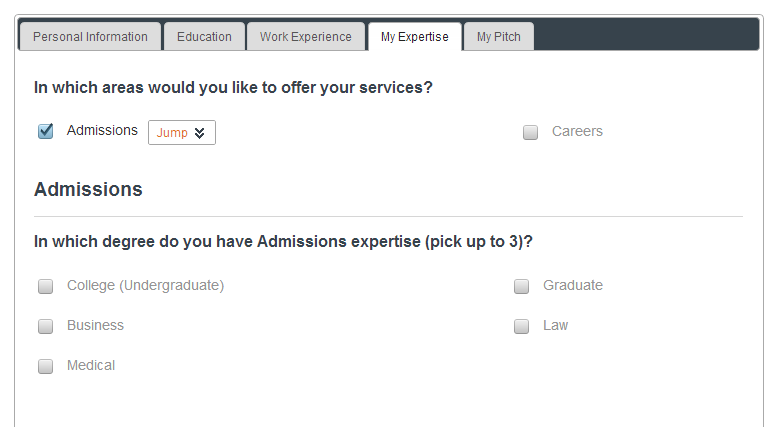 Personal Information Education Work Experience My Expertise My Pitch
In which areas would you like to offer your services?
Admissions Jump Careers
Admissions
In which degree do you have Admissions expertise (pick up to 3)?
College (Undergraduate) Graduate
Business Law
Medical